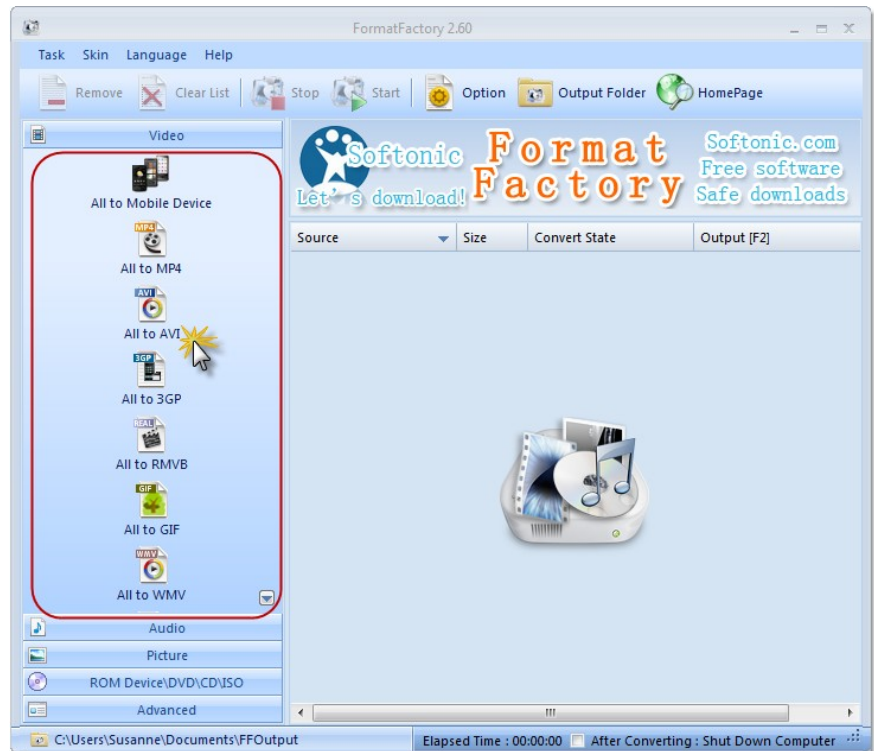 FormatFactory 2.60
Task Skin Language Help
Remove Clear List Stop Start Option Output Folder HomePage
Video
All to Mobile Device
MP4
All to MP4
AVI
All to AVI
3GP
All to 3GP
REAL
All to RMVB
GIF
All to GIF
WMV
All to WMV
Audio
Picture
ROM Device\DVD\CD\ISO
Advanced
Softonic
Let's download!
Format
Factory
Softonic.com
Free software
Safe downloads
Source Size Convert State Output [F2]
C:\Users\Susanne\Documents\FFOutput Elapsed Time : 00:00:00 After Converting : Shut Down Computer